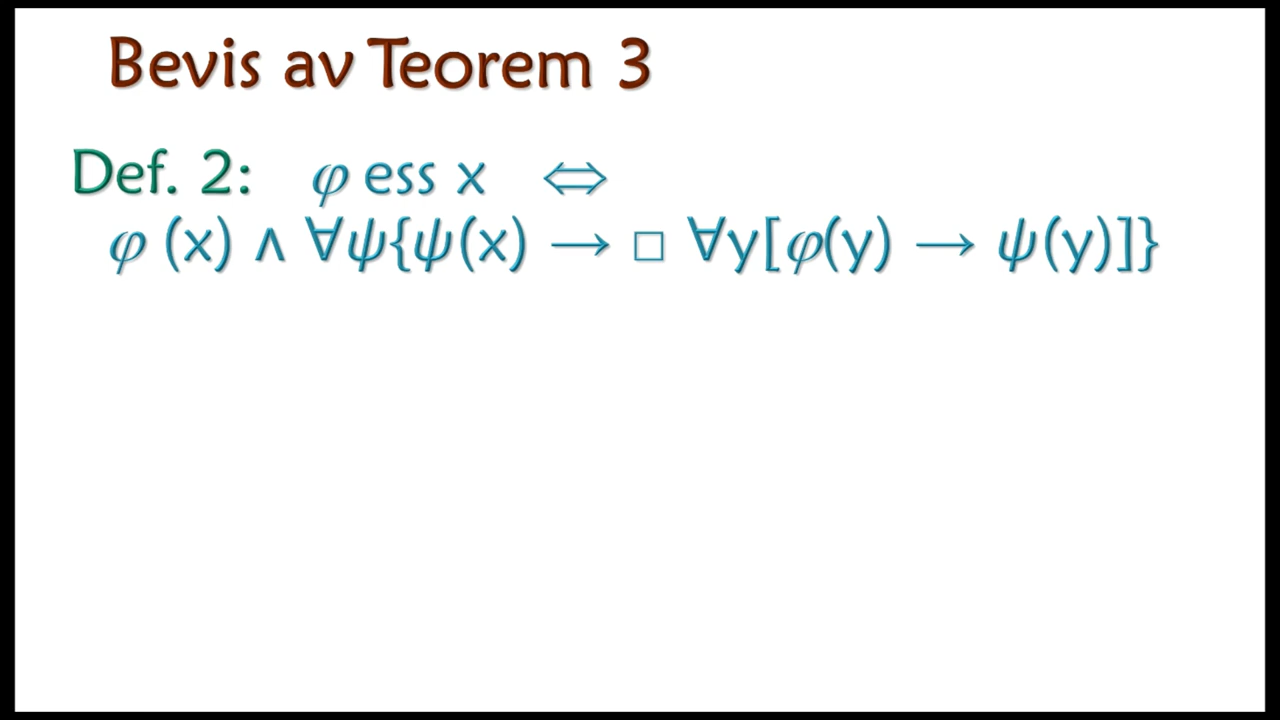 Bevis av Teorem 3
Def. 2: φ ess x ⇔
φ (x) ∧ ∀ψ{ψ(x) → □ ∀y[φ(y) → ψ(y)]}